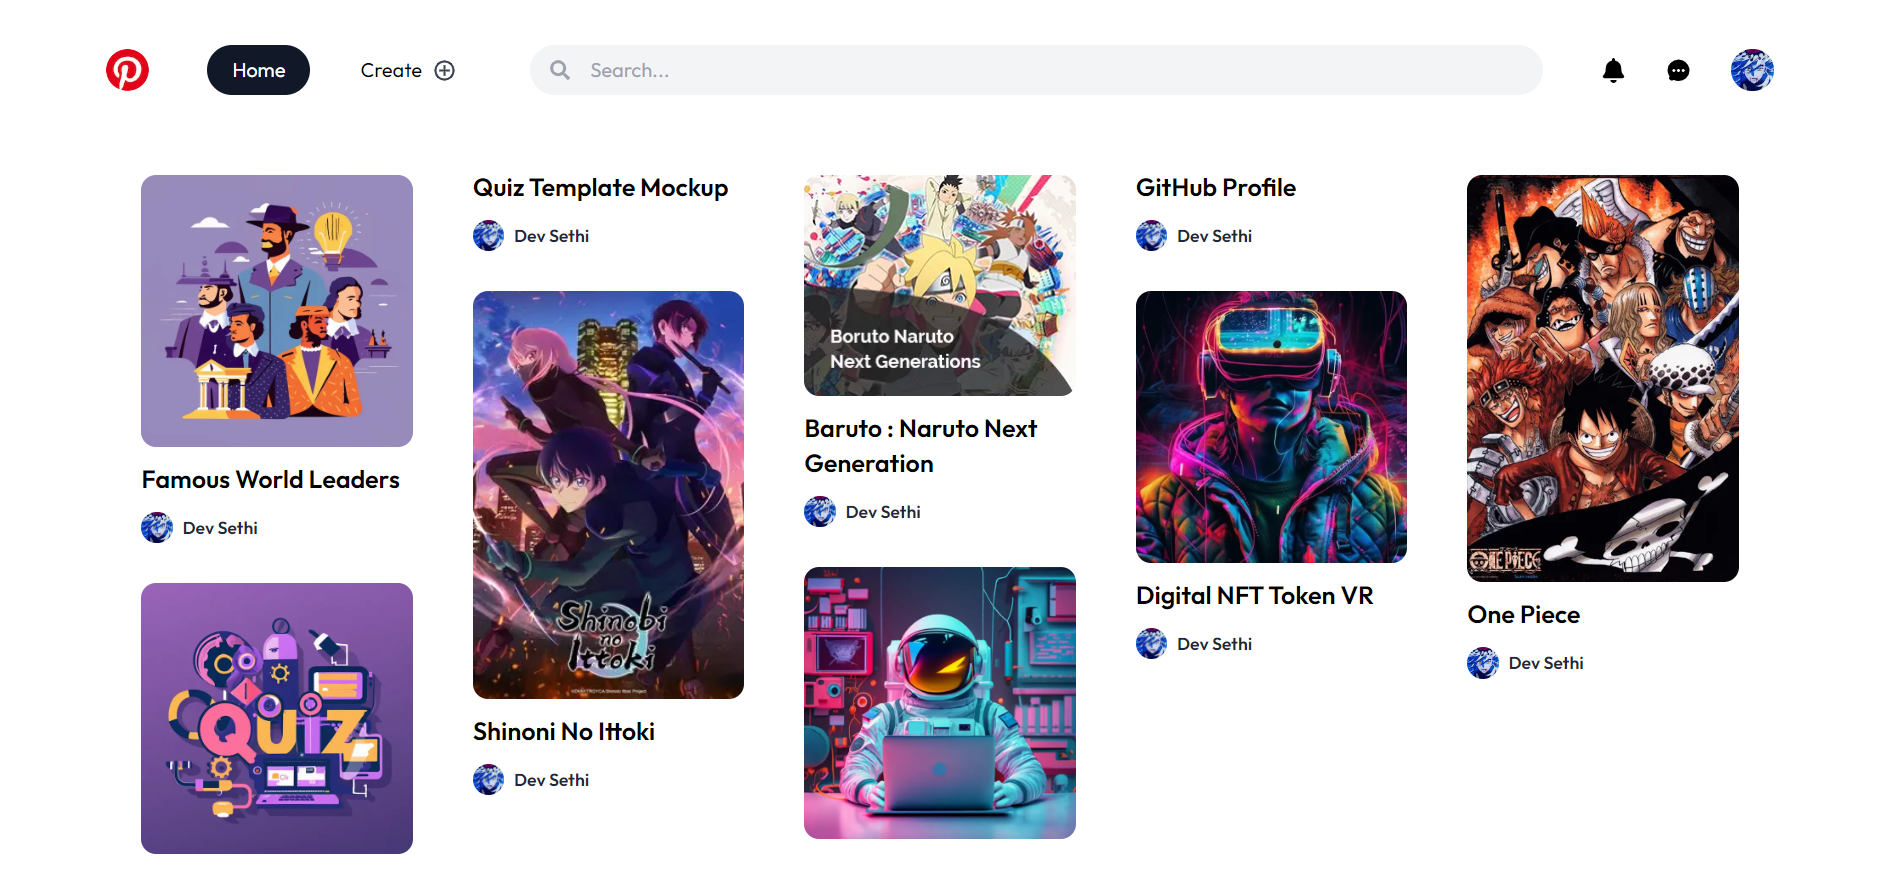 Home
Create
Search...
Famous World Leaders
Dev Sethi
QUIZ
Quiz Template Mockup
Dev Sethi
Shinobi
no
Ittoki
Shinoni No Ittoki
Dev Sethi
Boruto Naruto
Next Generations
Baruto : Naruto Next
Generation
Dev Sethi
GitHub Profile
Dev Sethi
Digital NFT Token VR
Dev Sethi
ONE PIECE
One Piece
Dev Sethi